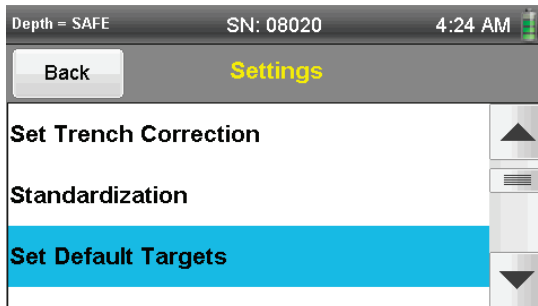 Depth = SAFE SN: 08020 4:24 AM
Back Settings
Set Trench Correction
Standardization
Set Default Targets